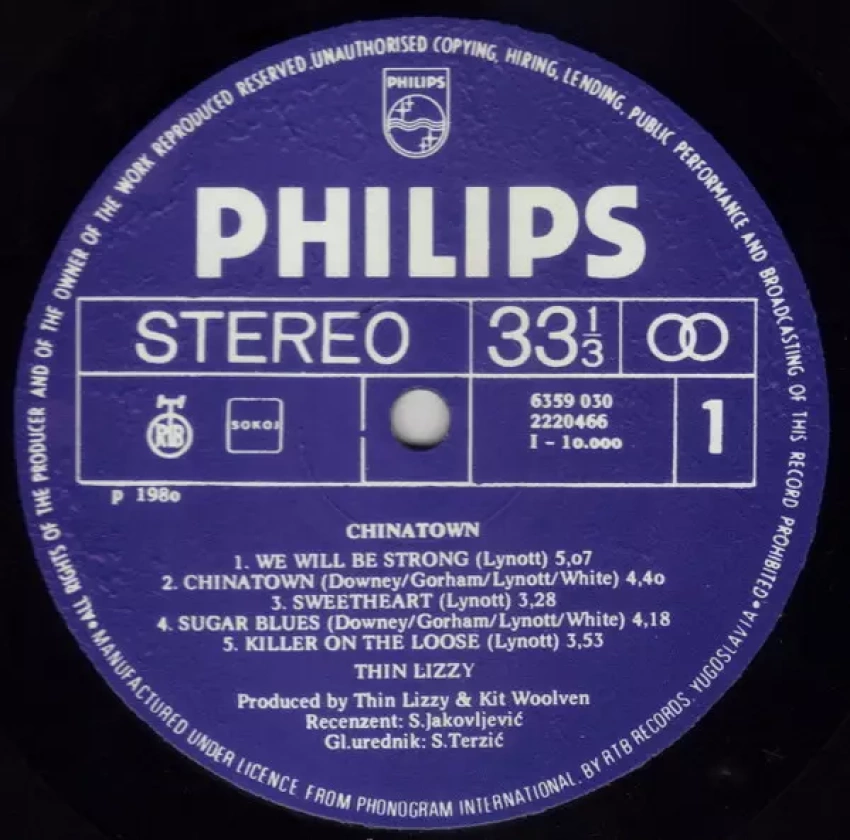 PHILIPS
PHILIPS
STEREO
33 1/3
RTB
SOKOJ
6359 030
2220466
I - 10.000
1
p 198o
CHINATOWN
1. WE WILL BE STRONG (Lynott) 5,o7
2. CHINATOWN (Downey/Gorham/Lynott/White) 4,4o
3. SWEETHEART (Lynott) 3,28
4. SUGAR BLUES (Downey/Gorham/Lynott/White) 4,18
5. KILLER ON THE LOOSE (Lynott) 3,53
THIN LIZZY
Produced by Thin Lizzy & Kit Woolven
Recenzent: S.Jakovljević
Gl.urednik: S.Terzić
ALL RIGHTS OF THE PRODUCER AND OF THE OWNER OF THE WORK REPRODUCED RESERVED. UNAUTHORISED COPYING, HIRING, LENDING, PUBLIC PERFORMANCE AND BROADCASTING OF THIS RECORD PROHIBITED•
MANUFACTURED UNDER LICENCE FROM PHONOGRAM INTERNATIONAL. BY RTB RECORDS. YUGOSLAVIA•